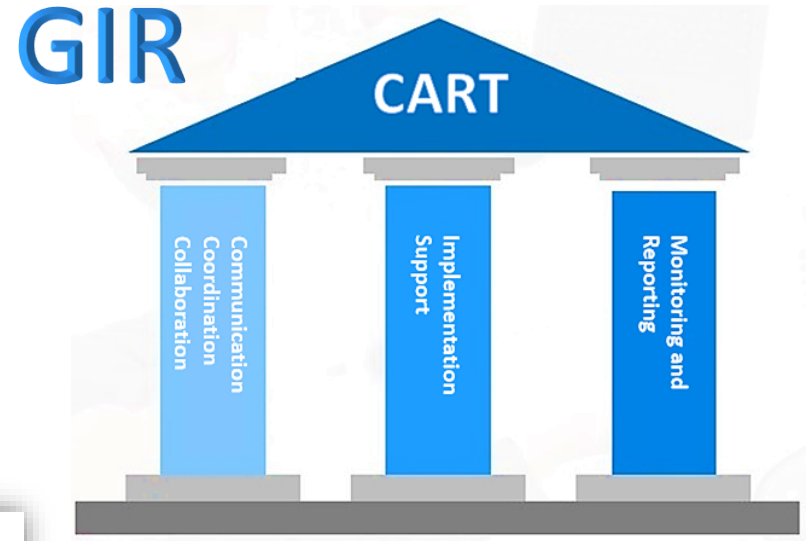 GIR
CART
Communication
Coordination
Collaboration
Implementation
Support
Monitoring and
Reporting